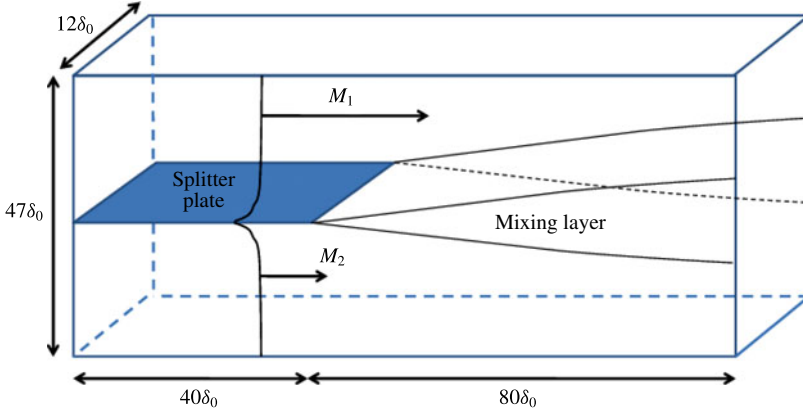 12δ₀
M₁
Splitter
plate
47δ₀
Mixing layer
M₂
40δ₀
80δ₀